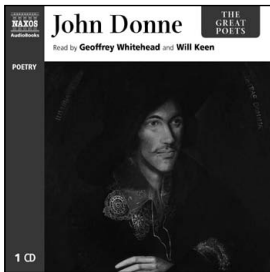 NAXOS
AudioBooks
John Donne
THE
GREAT
POETS
Read by Geoffrey Whitehead and Will Keen
POETRY
1 CD